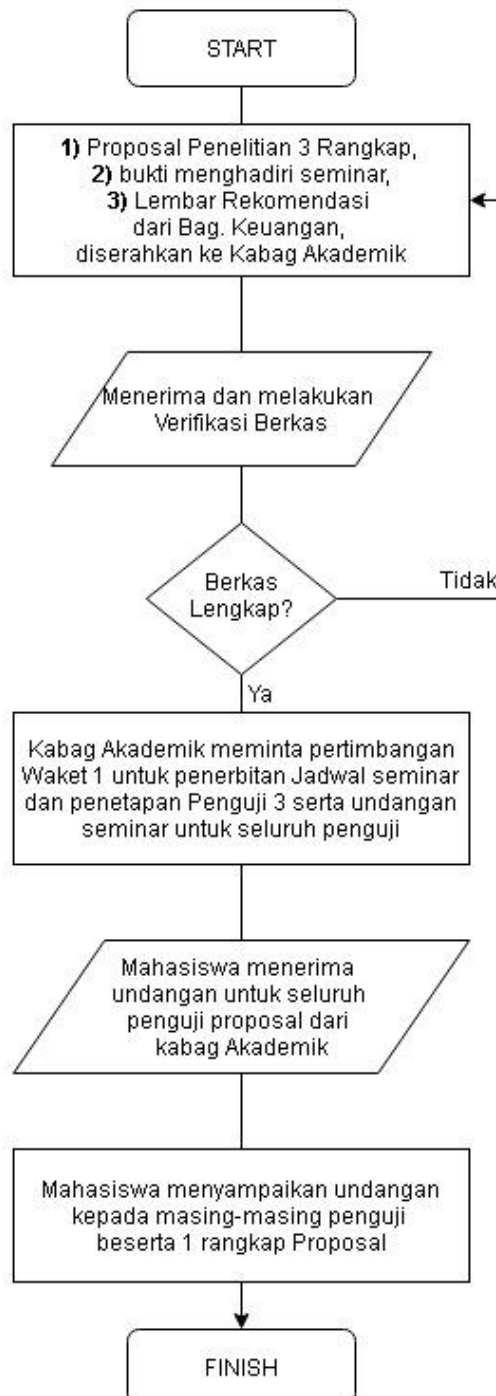 START
1) Proposal Penelitian 3 Rangkap,
2) bukti menghadiri seminar,
3) Lembar Rekomendasi
dari Bag. Keuangan,
diserahkan ke Kabag Akademik
Menerima dan melakukan
Verifikasi Berkas
Berkas
Lengkap?
Tidak
Ya
Kabag Akademik meminta pertimbangan
Waket 1 untuk penerbitan Jadwal seminar
dan penetapan Penguji 3 serta undangan
seminar untuk seluruh penguji
Mahasiswa menerima
undangan untuk seluruh
penguji proposal dari
kabag Akademik
Mahasiswa menyampaikan undangan
kepada masing-masing penguji
beserta 1 rangkap Proposal
FINISH